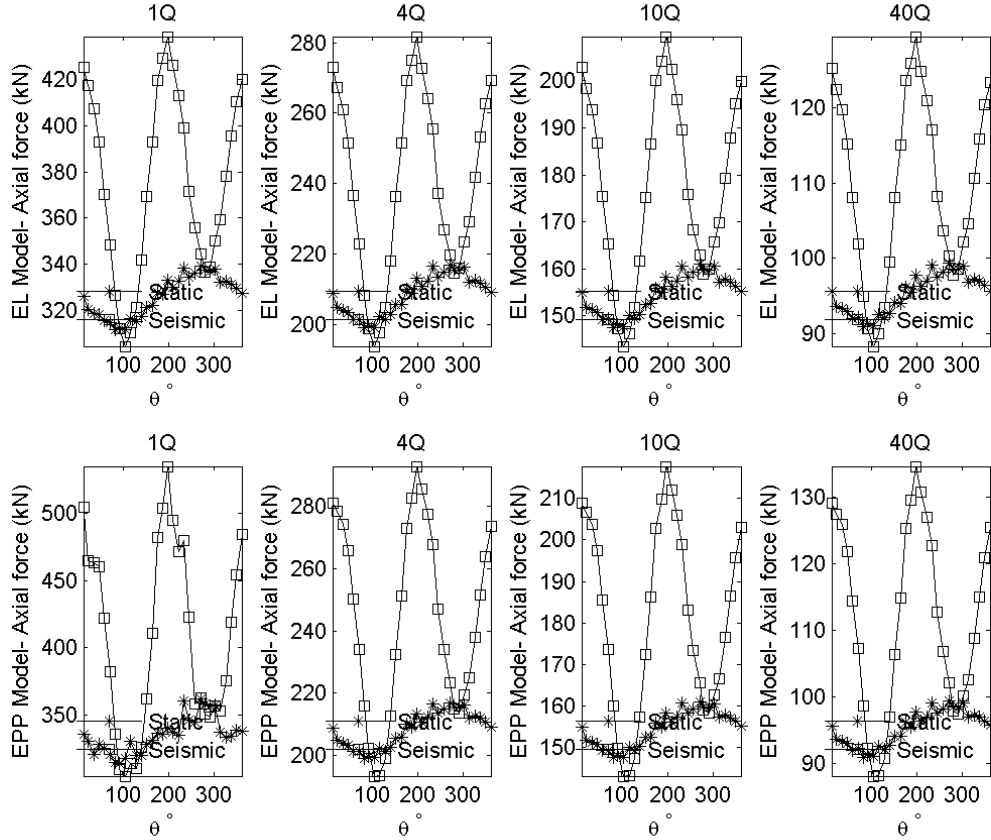 1Q
4Q
10Q
40Q
EL Model- Axial force (kN)
420
400
380
360
340
320
Static
Seismic
100 200 300
θ °
EL Model- Axial force (kN)
280
260
240
220
200
Static
Seismic
100 200 300
θ °
EL Model- Axial force (kN)
200
190
180
170
160
150
Static
Seismic
100 200 300
θ °
EL Model- Axial force (kN)
120
110
100
90
Static
Seismic
100 200 300
θ °
1Q
4Q
10Q
40Q
EPP Model- Axial force (kN)
500
450
400
350
Static
Seismic
100 200 300
θ °
EPP Model- Axial force (kN)
280
260
240
220
200
Static
Seismic
100 200 300
θ °
EPP Model- Axial force (kN)
210
200
190
180
170
160
150
Static
Seismic
100 200 300
θ °
EPP Model- Axial force (kN)
130
120
110
100
90
Static
Seismic
100 200 300
θ °